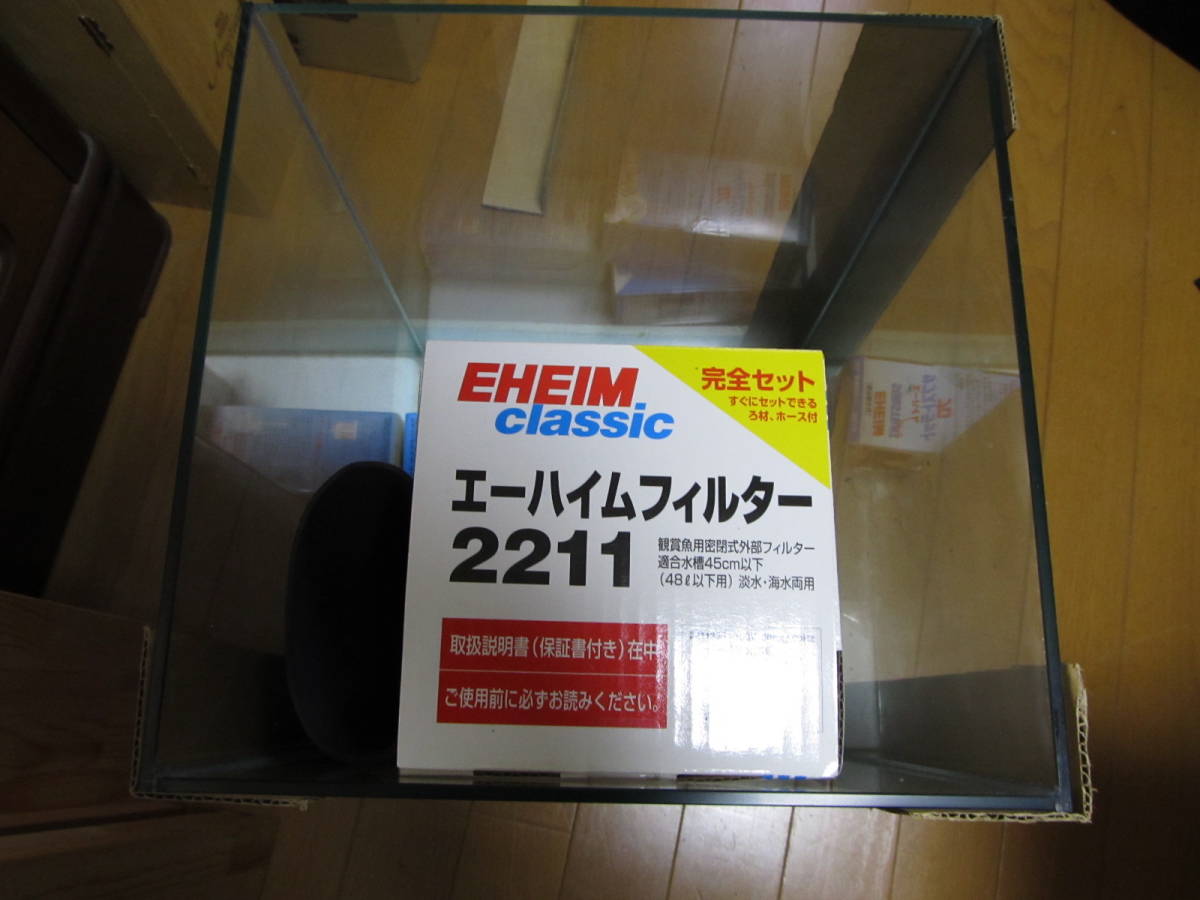 EHEIM
classic
完全セット
すぐにセットできる
ろ材、ホース付
エーハイムフィルター
2211
観賞魚用密閉式外部フィルター
適合水槽45cm以下
(48ℓ以下用) 淡水・海水両用
取扱説明書(保証書付き)在中
ご使用前に必ずお読みください。